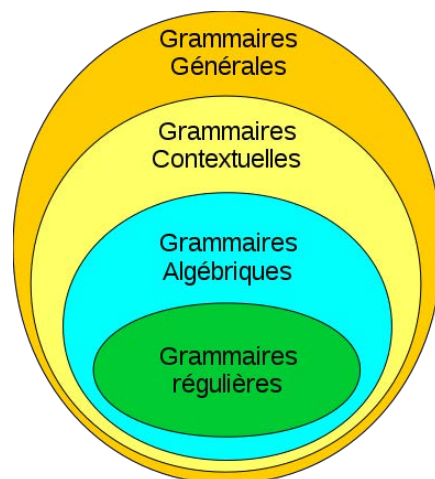 Grammaires
Générales
Grammaires
Contextuelles
Grammaires
Algébriques
Grammaires
régulières